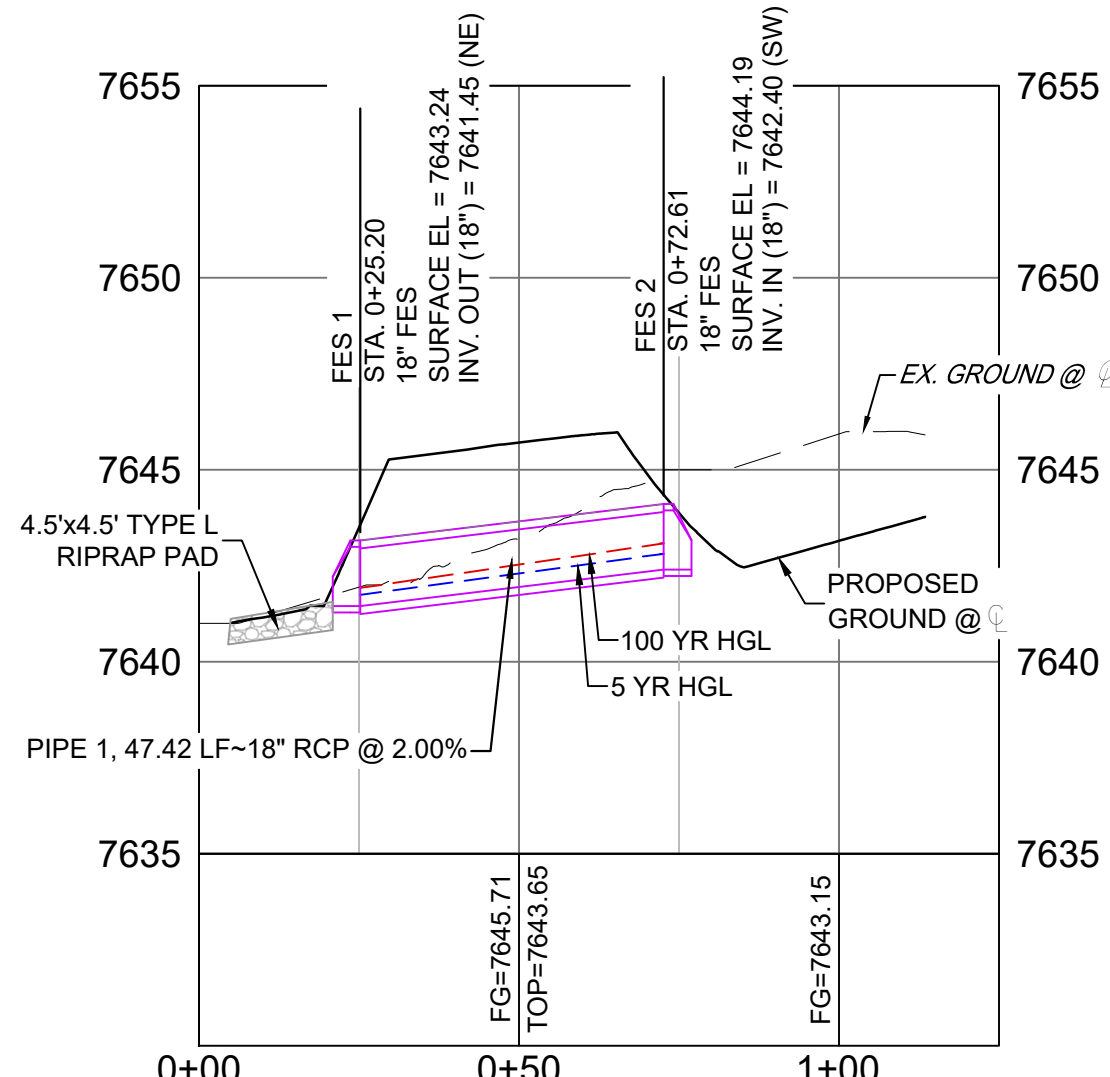 7655
7650
7645
7640
7635
7655
7650
7645
7640
7635
FES 1
STA. 0+25.20
18" FES
SURFACE EL = 7643.24
INV. OUT (18") = 7641.45 (NE)
FES 2
STA. 0+72.61
18" FES
SURFACE EL = 7644.19
INV. IN (18") = 7642.40 (SW)
EX. GROUND @ ℄
4.5'x4.5' TYPE L
RIPRAP PAD
PROPOSED
GROUND @ ℄
100 YR HGL
5 YR HGL
PIPE 1, 47.42 LF~18" RCP @ 2.00%
FG=7645.71
TOP=7643.65
FG=7643.15
0+00
0+50
1+00